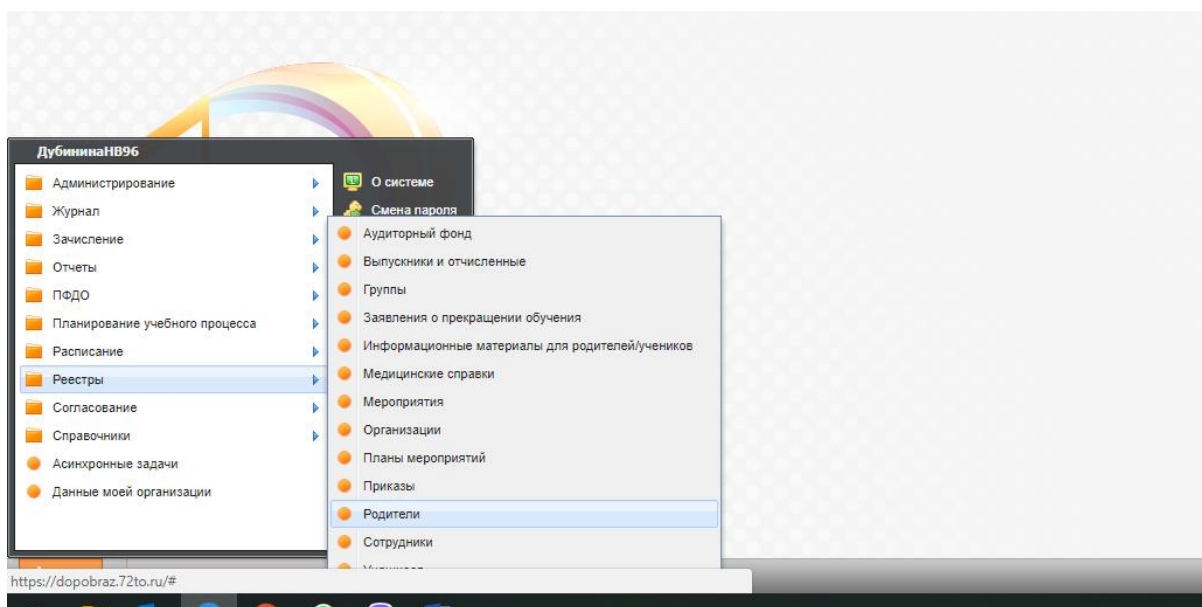 ДубининаНВ96
Администрирование
Журнал
Зачисление
Отчеты
ПФДО
Планирование учебного процесса
Расписание
Реестры
Согласование
Справочники
Асинхронные задачи
Данные моей организации
О системе
Смена пароля
Аудиторный фонд
Выпускники и отчисленные
Группы
Заявления о прекращении обучения
Информационные материалы для родителей/учеников
Медицинские справки
Мероприятия
Организации
Планы мероприятий
Приказы
Родители
Сотрудники
https://dopobraz.72to.ru/#